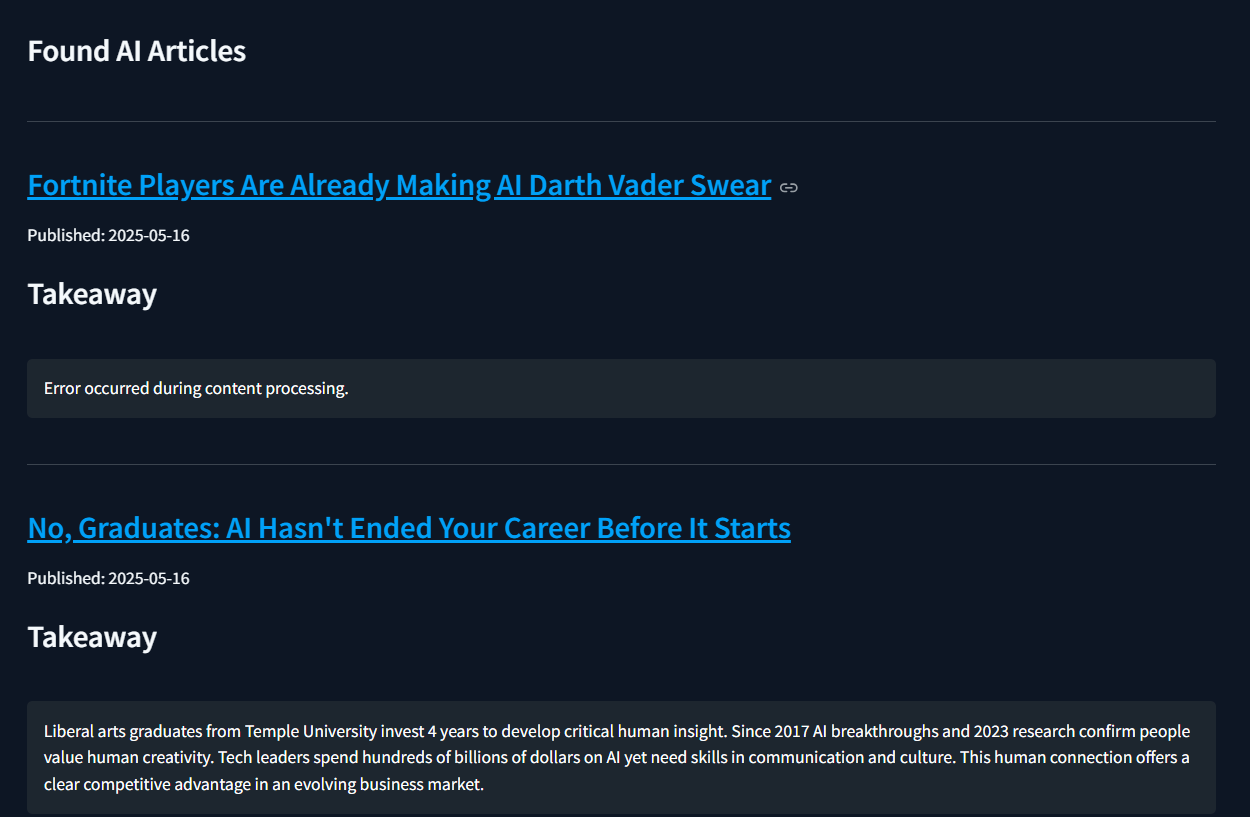 Found AI Articles
Fortnite Players Are Already Making AI Darth Vader Swear
Published: 2025-05-16
Takeaway
Error occurred during content processing.
No, Graduates: AI Hasn't Ended Your Career Before It Starts
Published: 2025-05-16
Takeaway
Liberal arts graduates from Temple University invest 4 years to develop critical human insight. Since 2017 AI breakthroughs and 2023 research confirm people
value human creativity. Tech leaders spend hundreds of billions of dollars on AI yet need skills in communication and culture. This human connection offers a
clear competitive advantage in an evolving business market.